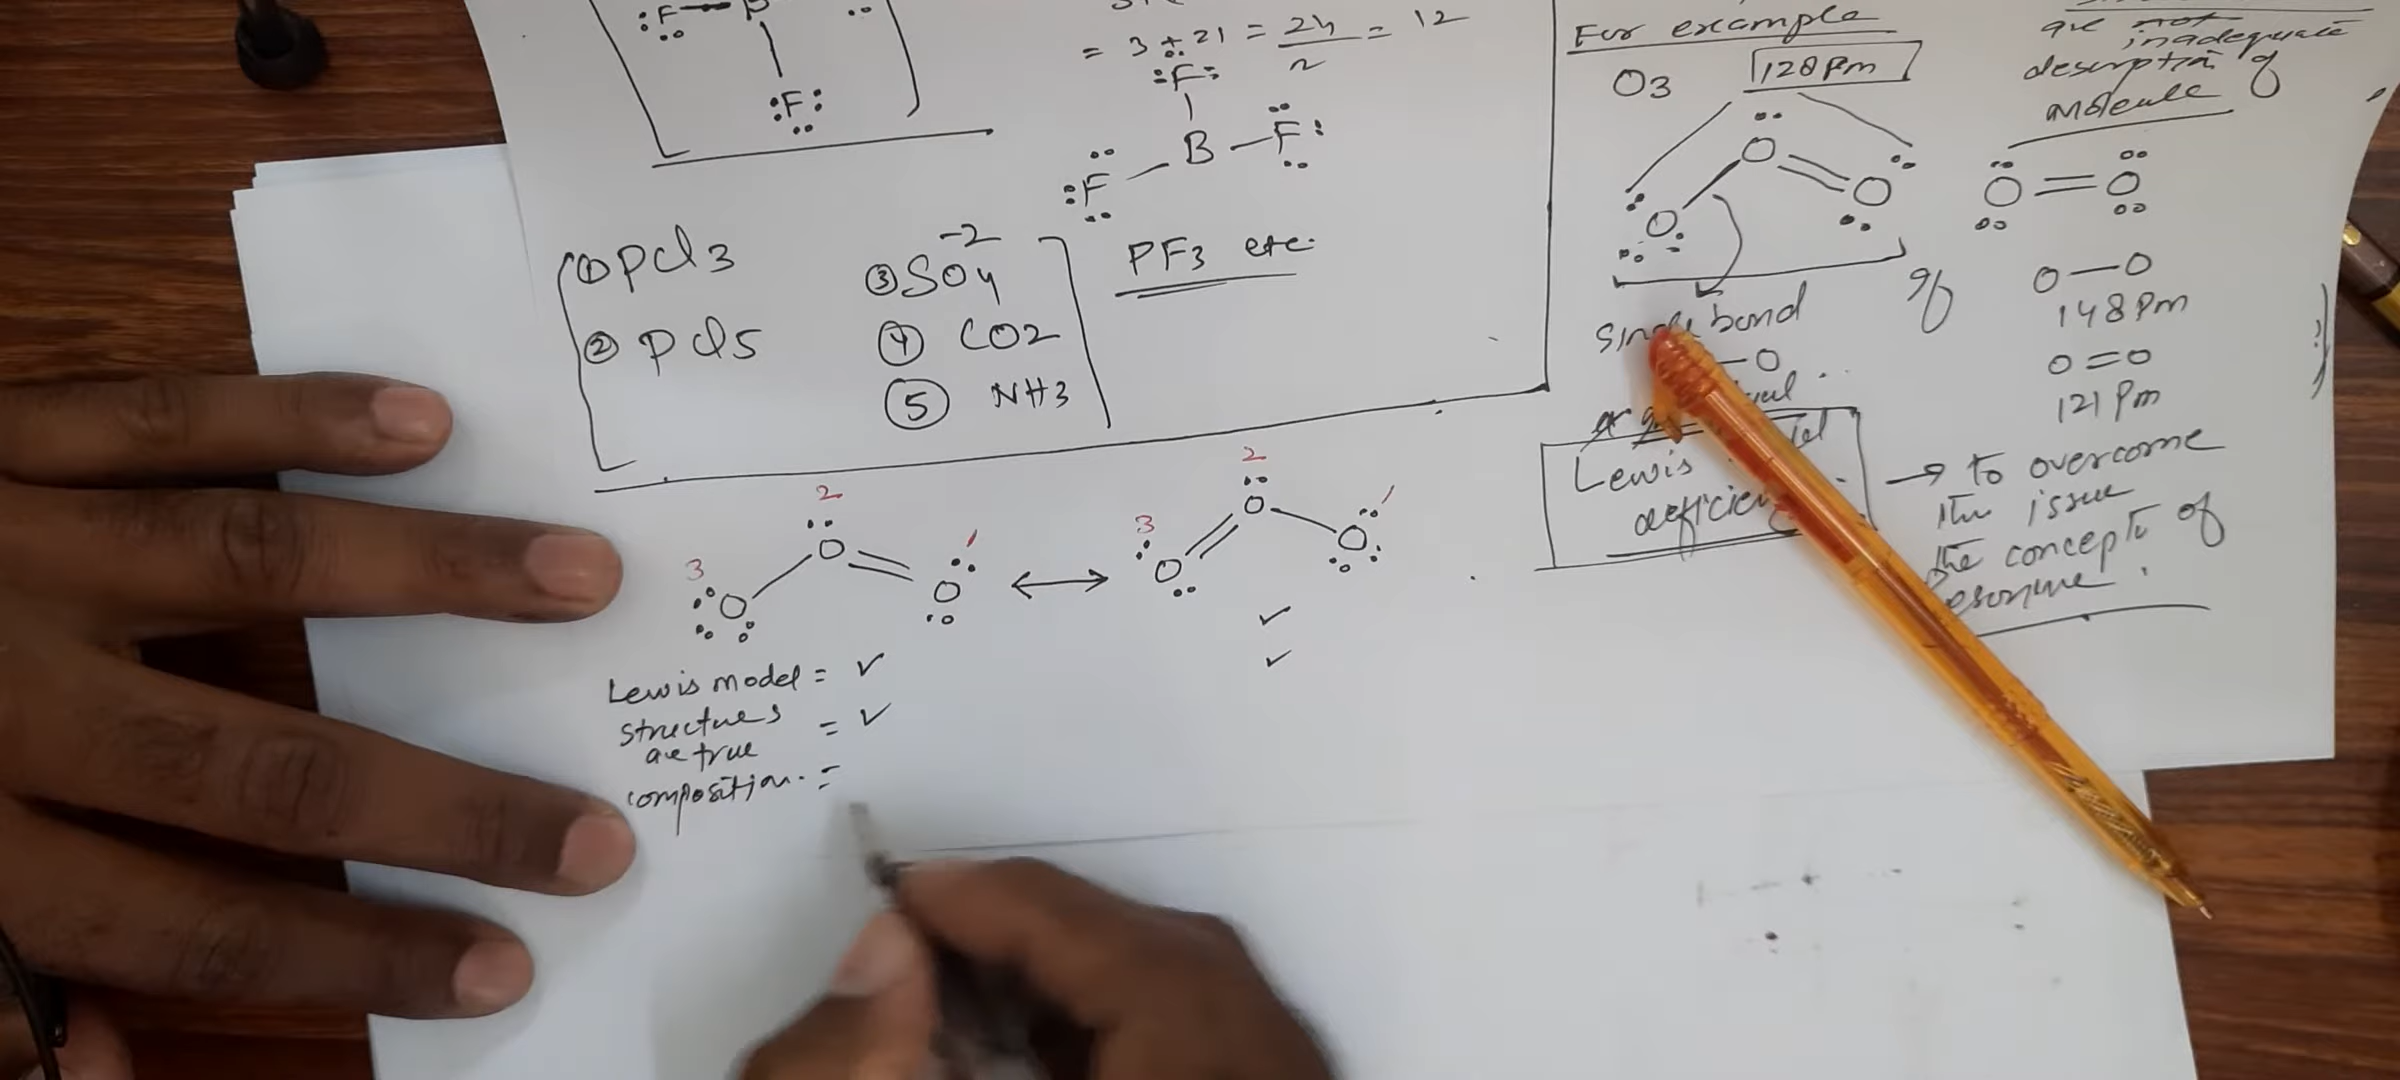 :F — P
:F:
= 3 + 21 = 24/2 = 12
:F:
B — F:
:F
① PCl3
② PCl5
③ SO4 -2
④ CO2
⑤ NH3
PF3 etc.
For example
O3 128 Pm
O O = O
single bond
— O
Lewis
are not inadequate
description of
molecule
O = O
O — O
148 Pm
O = O
121 Pm
→ to overcome
the issue
the concept of
3 O — 2 O = O 1 ↔ 3 O = 2 O — O 1
Lewis model = ✓ ✓
structures = ✓ ✓
are true
composition. =